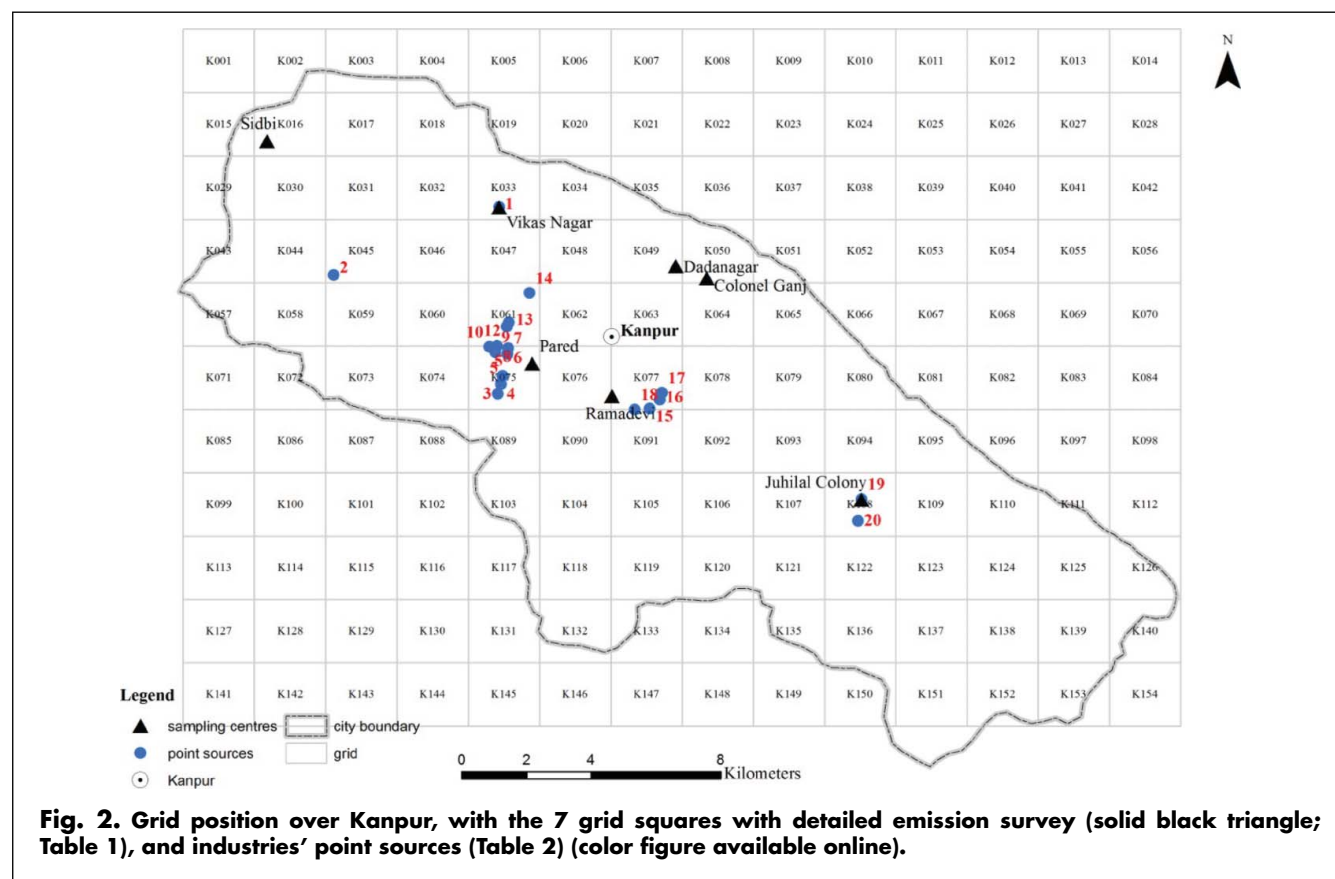 N
K001 K002 K003 K004 K005 K006 K007 K008 K009 K010 K011 K012 K013 K014
K015 Sidbi K016 K017 K018 K019 K020 K021 K022 K023 K024 K025 K026 K027 K028
K029 K030 K031 K032 K033 K034 K035 K036 K037 K038 K039 K040 K041 K042
1
Vikas Nagar
K043 K044 K045 K046 K047 K048 K049 K050 K051 K052 K053 K054 K055 K056
2 Dadanagar
14 Colonel Ganj
K057 K058 K059 K060 K061 K062 K063 K064 K065 K066 K067 K068 K069 K070
13
10 12 9 7 Kanpur
Pared
5 8 6
K071 K072 K073 K074 K075 K076 K077 K078 K079 K080 K081 K082 K083 K084
3 4 18 17
16
Ramadevi 15
K085 K086 K087 K088 K089 K090 K091 K092 K093 K094 K095 K096 K097 K098
Juhilal Colony 19
K099 K100 K101 K102 K103 K104 K105 K106 K107 K108 K109 K110 K111 K112
20
K113 K114 K115 K116 K117 K118 K119 K120 K121 K122 K123 K124 K125 K126
K127 K128 K129 K130 K131 K132 K133 K134 K135 K136 K137 K138 K139 K140
K141 K142 K143 K144 K145 K146 K147 K148 K149 K150 K151 K152 K153 K154
Legend
sampling centres city boundary
point sources grid
Kanpur
0 2 4 8
Kilometers
Fig. 2. Grid position over Kanpur, with the 7 grid squares with detailed emission survey (solid black triangle;
Table 1), and industries’ point sources (Table 2) (color figure available online).